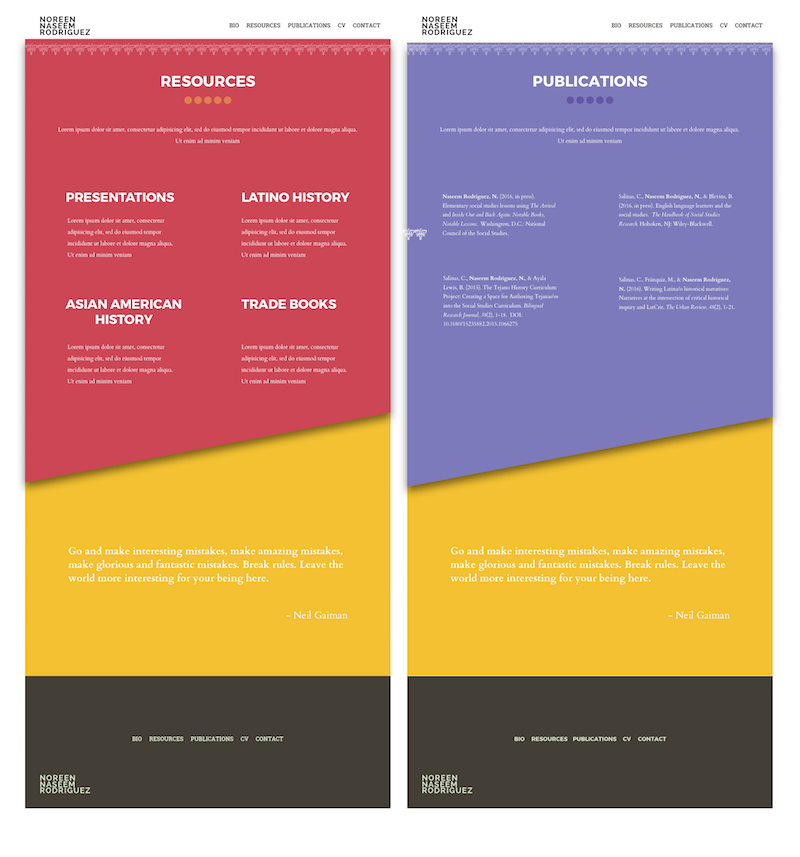 NOREEN
NASEEM
RODRIGUEZ
BIO RESOURCES PUBLICATIONS CV CONTACT
RESOURCES
Lorem ipsum dolor sit amet, consectetur adipisicing elit, sed do eiusmod tempor incididunt ut labore et dolore magna aliqua.
Ut enim ad minim veniam
PRESENTATIONS
Lorem ipsum dolor sit amet, consectetur
adipisicing elit, sed do eiusmod tempor
incididunt ut labore et dolore magna aliqua.
Ut enim ad minim veniam
LATINO HISTORY
Lorem ipsum dolor sit amet, consectetur
adipisicing elit, sed do eiusmod tempor
incididunt ut labore et dolore magna aliqua.
Ut enim ad minim veniam
ASIAN AMERICAN
HISTORY
Lorem ipsum dolor sit amet, consectetur
adipisicing elit, sed do eiusmod tempor
incididunt ut labore et dolore magna aliqua.
Ut enim ad minim veniam
TRADE BOOKS
Lorem ipsum dolor sit amet, consectetur
adipisicing elit, sed do eiusmod tempor
incididunt ut labore et dolore magna aliqua.
Ut enim ad minim veniam
Go and make interesting mistakes, make amazing mistakes,
make glorious and fantastic mistakes. Break rules. Leave the
world more interesting for your being here.
– Neil Gaiman
BIO RESOURCES PUBLICATIONS CV CONTACT
NOREEN
NASEEM
RODRIGUEZ
NOREEN
NASEEM
RODRIGUEZ
BIO RESOURCES PUBLICATIONS CV CONTACT
PUBLICATIONS
Lorem ipsum dolor sit amet, consectetur adipisicing elit, sed do eiusmod tempor incididunt ut labore et dolore magna aliqua.
Ut enim ad minim veniam
Naseem Rodríguez, N. (2016, in press).
Elementary social studies lessons using The Arrival
and Inside Out and Back Again. Notable Books,
Notable Lessons. Washington, D.C.: National
Council of the Social Studies.
Salinas, C., Naseem Rodríguez, N., & Blevins, B.
(2016, in press). English language learners and the
social studies. The Handbook of Social Studies
Research. Hoboken, NJ: Wiley-Blackwell.
Salinas, C., Naseem Rodríguez, N., & Ayala
Lewis, B. (2015). The Tejano History Curriculum
Project: Creating a Space for Authoring Tejanas/os
into the Social Studies Curriculum. Bilingual
Research Journal, 38(2), 1-18. DOI:
10.1080/15235882.2015.1066275
Salinas, C., Fránquiz, M., & Naseem Rodríguez,
N. (2016). Writing Latina/o historical narratives:
Narratives at the intersection of critical historical
inquiry and LatCrit. The Urban Review, 48(2), 1-21.
Go and make interesting mistakes, make amazing mistakes,
make glorious and fantastic mistakes. Break rules. Leave the
world more interesting for your being here.
– Neil Gaiman
BIO RESOURCES PUBLICATIONS CV CONTACT
NOREEN
NASEEM
RODRIGUEZ